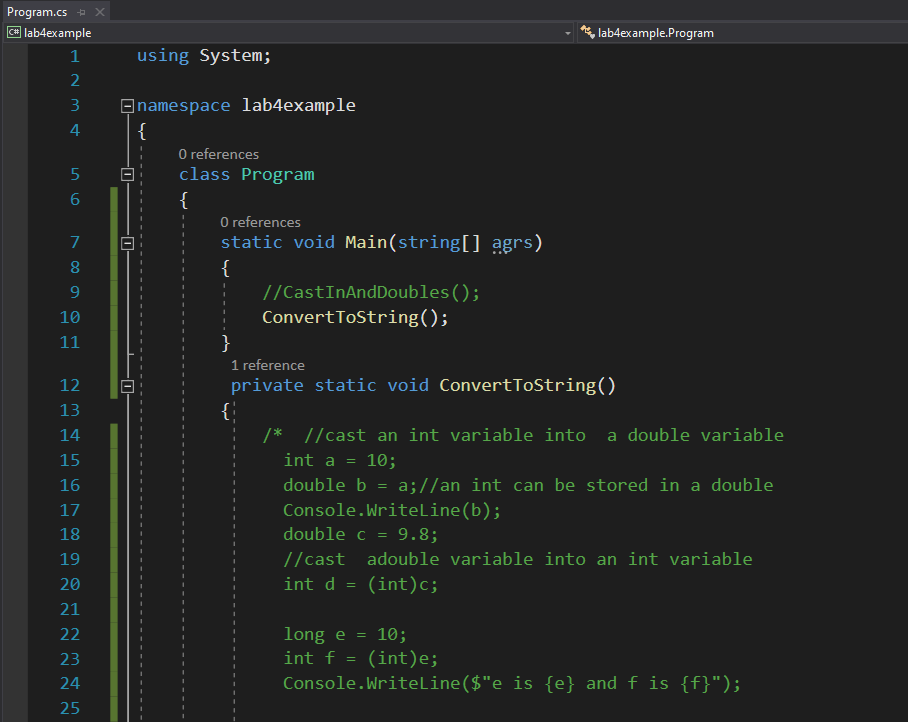 Program.cs
C# lab4example lab4example.Program
1 using System;
2
3 namespace lab4example
4 {
0 references
5 class Program
6 {
0 references
7 static void Main(string[] agrs)
8 {
9 //CastInAndDoubles();
10 ConvertToString();
11 }
1 reference
12 private static void ConvertToString()
13 {
14 /*  //cast an int variable into  a double variable
15 int a = 10;
16 double b = a;//an int can be stored in a double
17 Console.WriteLine(b);
18 double c = 9.8;
19 //cast  adouble variable into an int variable
20 int d = (int)c;
21
22 long e = 10;
23 int f = (int)e;
24 Console.WriteLine($"e is {e} and f is {f}");
25